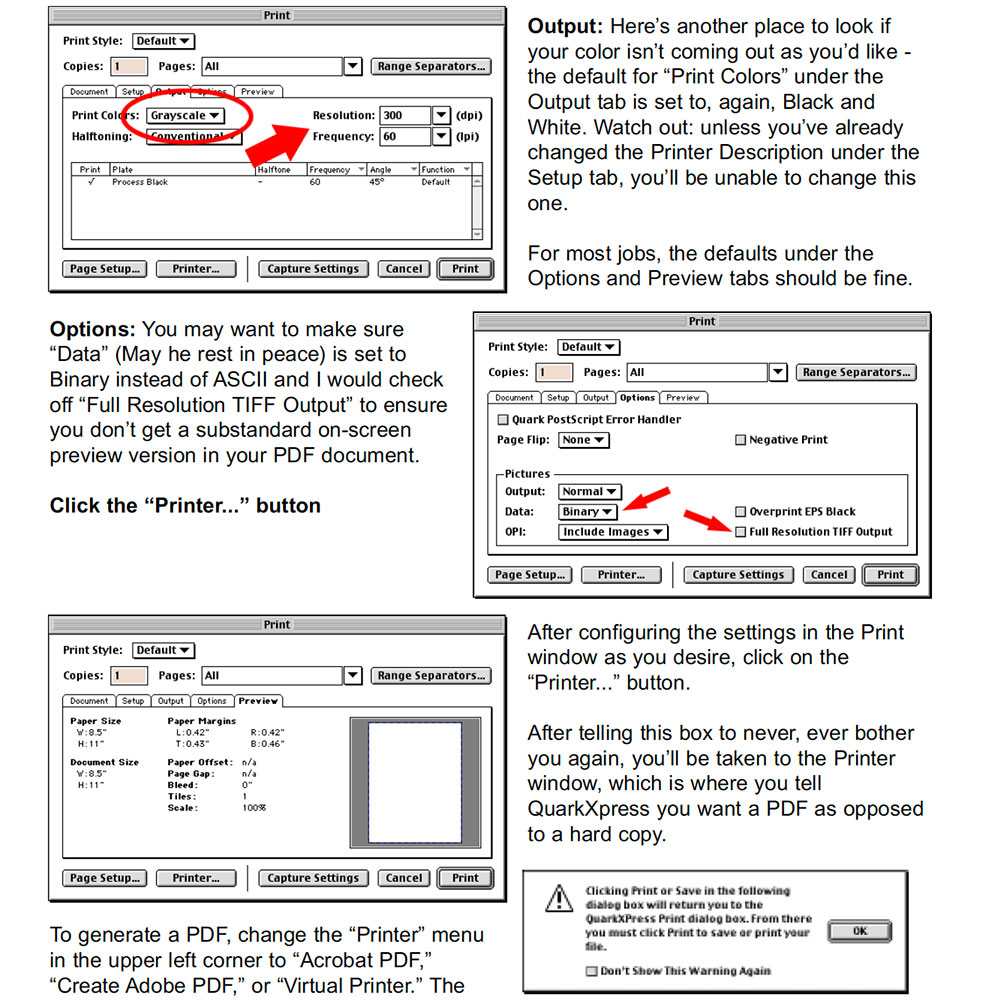 Print
Print Style: Default
Copies: 1 Pages: All Range Separators...
Document Setup Output Options Preview
Print Colors: Grayscale Resolution: 300 (dpi)
Halftoning: Conventional Frequency: 60 (lpi)
Print Plate Halftone Frequency Angle Function
√ Process Black - 60 45° Default
Page Setup... Printer... Capture Settings Cancel Print
Output: Here’s another place to look if
your color isn’t coming out as you’d like -
the default for “Print Colors” under the
Output tab is set to, again, Black and
White. Watch out: unless you’ve already
changed the Printer Description under the
Setup tab, you’ll be unable to change this
one.
For most jobs, the defaults under the
Options and Preview tabs should be fine.
Options: You may want to make sure
“Data” (May he rest in peace) is set to
Binary instead of ASCII and I would check
off “Full Resolution TIFF Output” to ensure
you don’t get a substandard on-screen
preview version in your PDF document.
Click the “Printer...” button
Print
Print Style: Default
Copies: 1 Pages: All Range Separators...
Document Setup Output Options Preview
Quark PostScript Error Handler
Page Flip: None Negative Print
Pictures
Output: Normal
Data: Binary Overprint EPS Black
OPI: Include Images Full Resolution TIFF Output
Page Setup... Printer... Capture Settings Cancel Print
Print
Print Style: Default
Copies: 1 Pages: All Range Separators...
Document Setup Output Options Preview
Paper Size Paper Margins
W:8.5" L:0.42" R:0.42"
H:11" T:0.43" B:0.46"
Document Size Paper Offset: n/a
W:8.5" Page Gap: n/a
H:11" Bleed: 0"
Tiles: 1
Scale: 100%
Page Setup... Printer... Capture Settings Cancel Print
After configuring the settings in the Print
window as you desire, click on the
“Printer...” button.
After telling this box to never, ever bother
you again, you’ll be taken to the Printer
window, which is where you tell
QuarkXpress you want a PDF as opposed
to a hard copy.
Clicking Print or Save in the following
dialog box will return you to the
QuarkXPress Print dialog box. From there
you must click Print to save or print your
file.
OK
Don't Show This Warning Again
To generate a PDF, change the “Printer” menu
in the upper left corner to “Acrobat PDF,”
“Create Adobe PDF,” or “Virtual Printer.” The